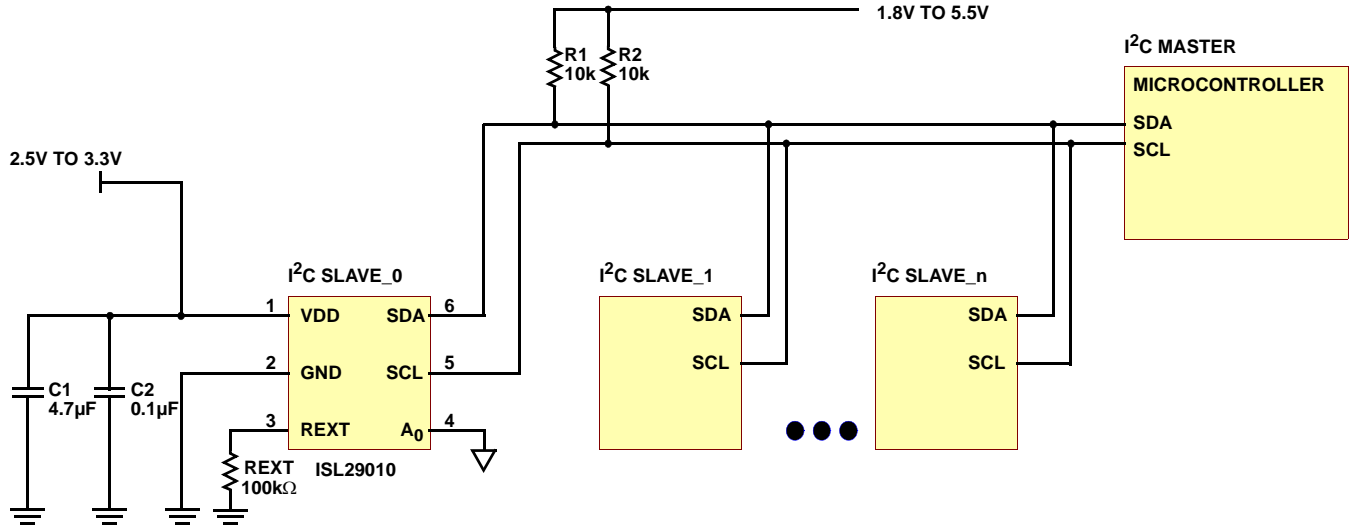 1.8V TO 5.5V
R1
10k
R2
10k
I²C MASTER
MICROCONTROLLER
SDA
SCL
2.5V TO 3.3V
I²C SLAVE_0
1
VDD
SDA
6
2
GND
SCL
5
3
REXT
A₀
4
C1
4.7µF
C2
0.1µF
REXT
100kΩ
ISL29010
I²C SLAVE_1
SDA
SCL
I²C SLAVE_n
SDA
SCL